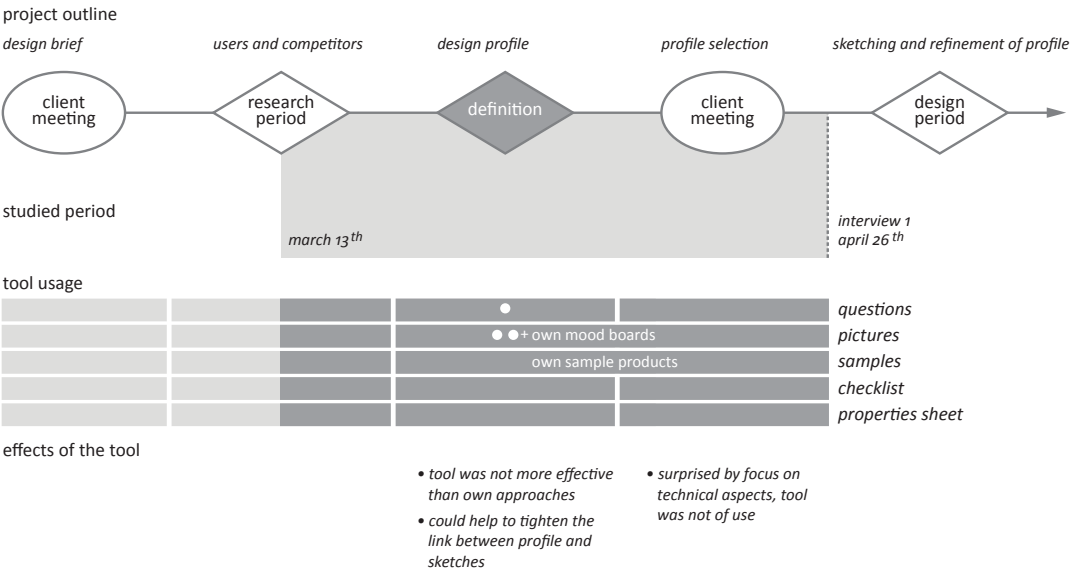 project outline
design brief
users and competitors
design profile
profile selection
sketching and refinement of profile
client
meeting
research
period
definition
client
meeting
design
period
studied period
march 13th
interview 1
april 26th
tool usage
questions
+ own mood boards
pictures
own sample products
samples
checklist
properties sheet
effects of the tool
• tool was not more effective
than own approaches
• could help to tighten the
link between profile and
sketches
• surprised by focus on
technical aspects, tool
was not of use